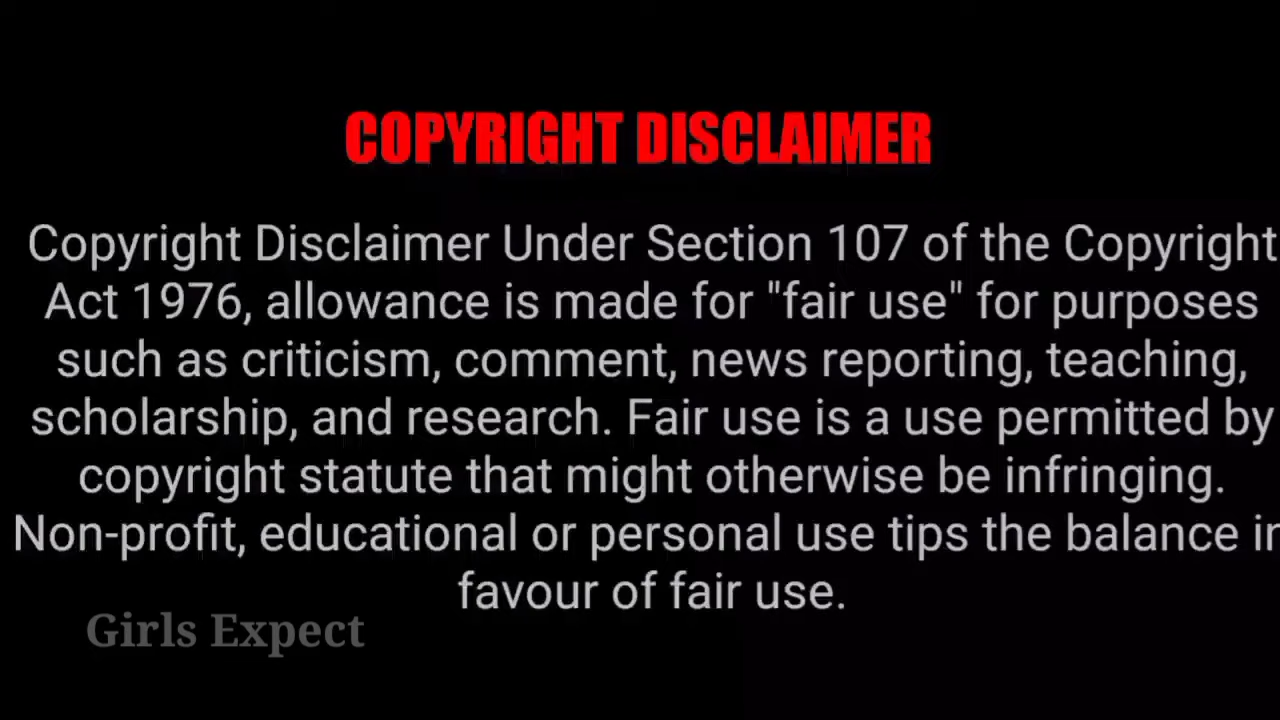 COPYRIGHT DISCLAIMER
Copyright Disclaimer Under Section 107 of the Copyright
Act 1976, allowance is made for "fair use" for purposes
such as criticism, comment, news reporting, teaching,
scholarship, and research. Fair use is a use permitted by
copyright statute that might otherwise be infringing.
Non-profit, educational or personal use tips the balance in
favour of fair use.
Girls Expect